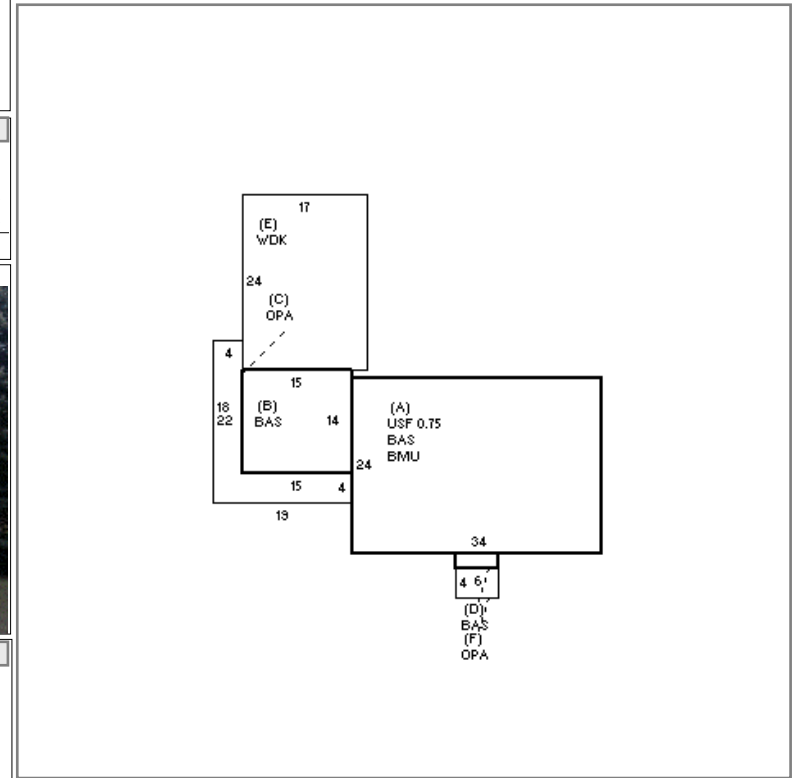 17
(E)
WDK
24
(C)
OPA
4
15
18
22
(B)
BAS
14
(A)
USF 0.75
BAS
BMU
24
15
4
19
34
4 6
(D)
BAS
(F)
OPA